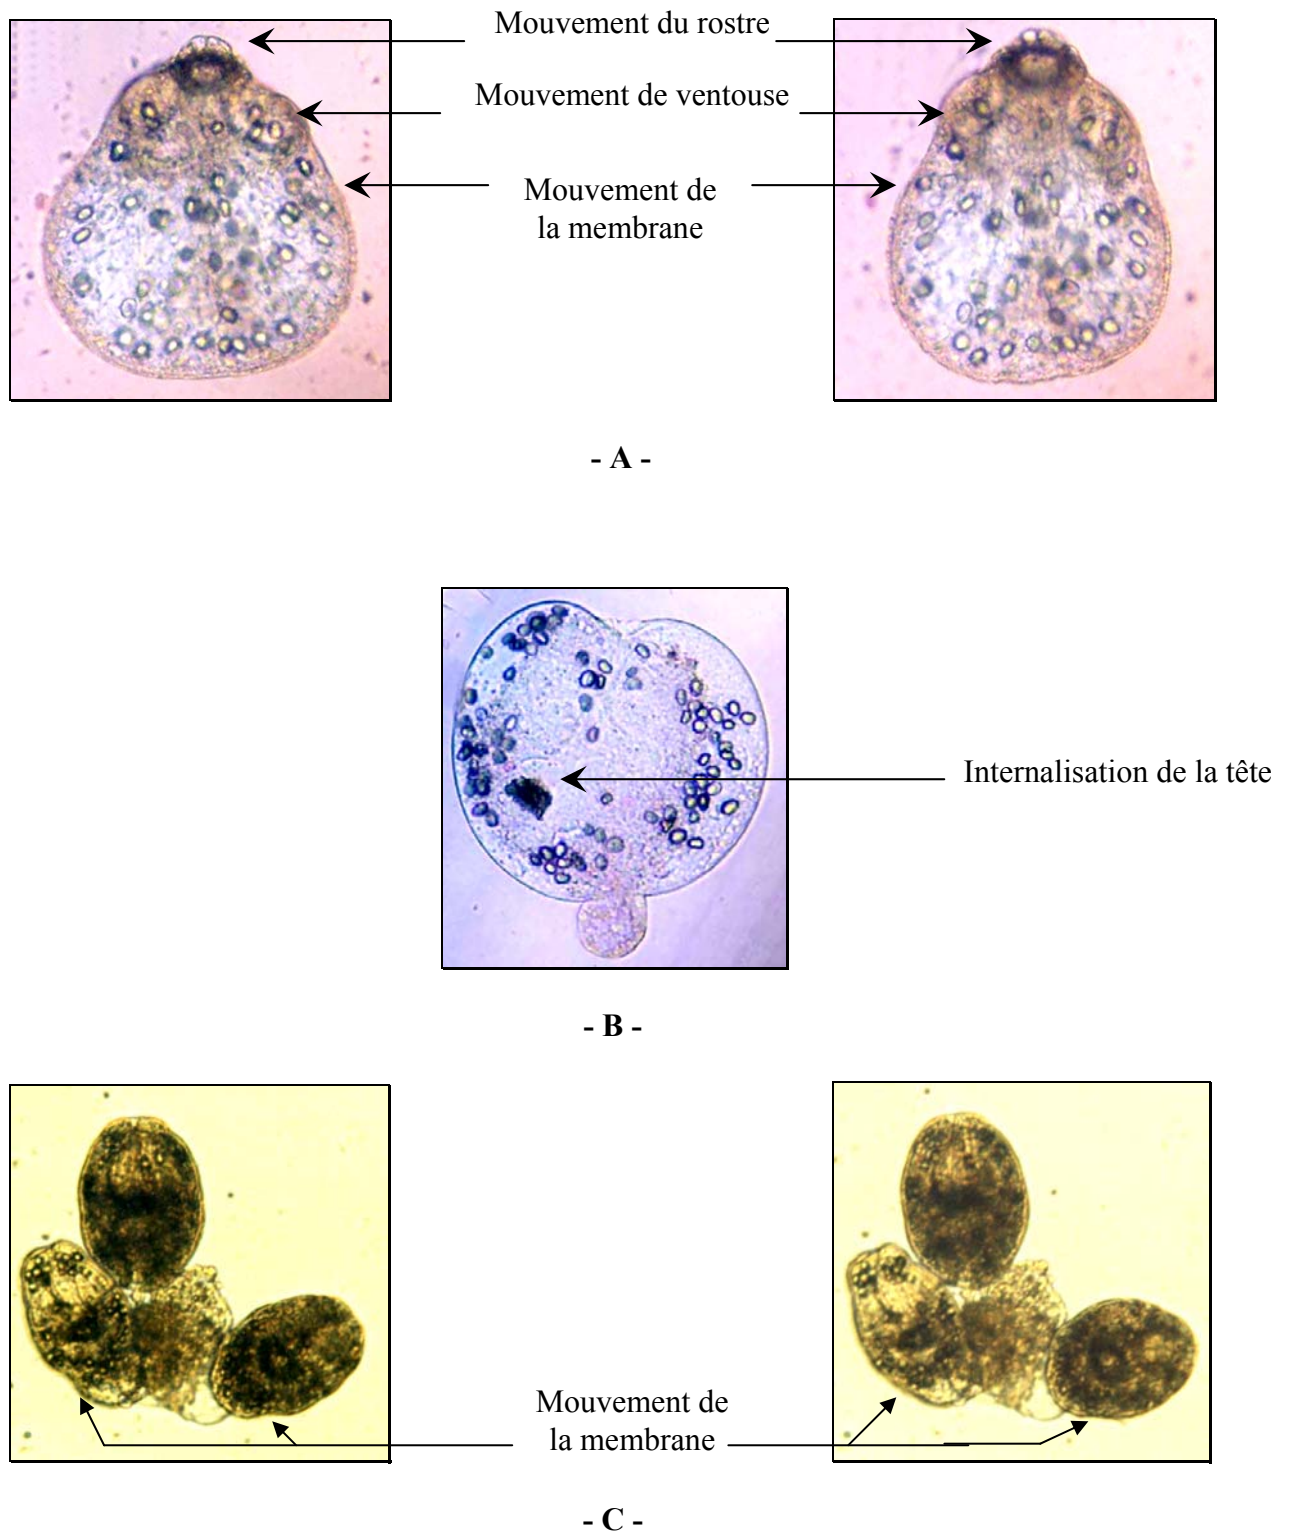 Mouvement du rostre
Mouvement de ventouse
Mouvement de
la membrane
- A -
Internalisation de la tête
- B -
Mouvement de
la membrane
- C -